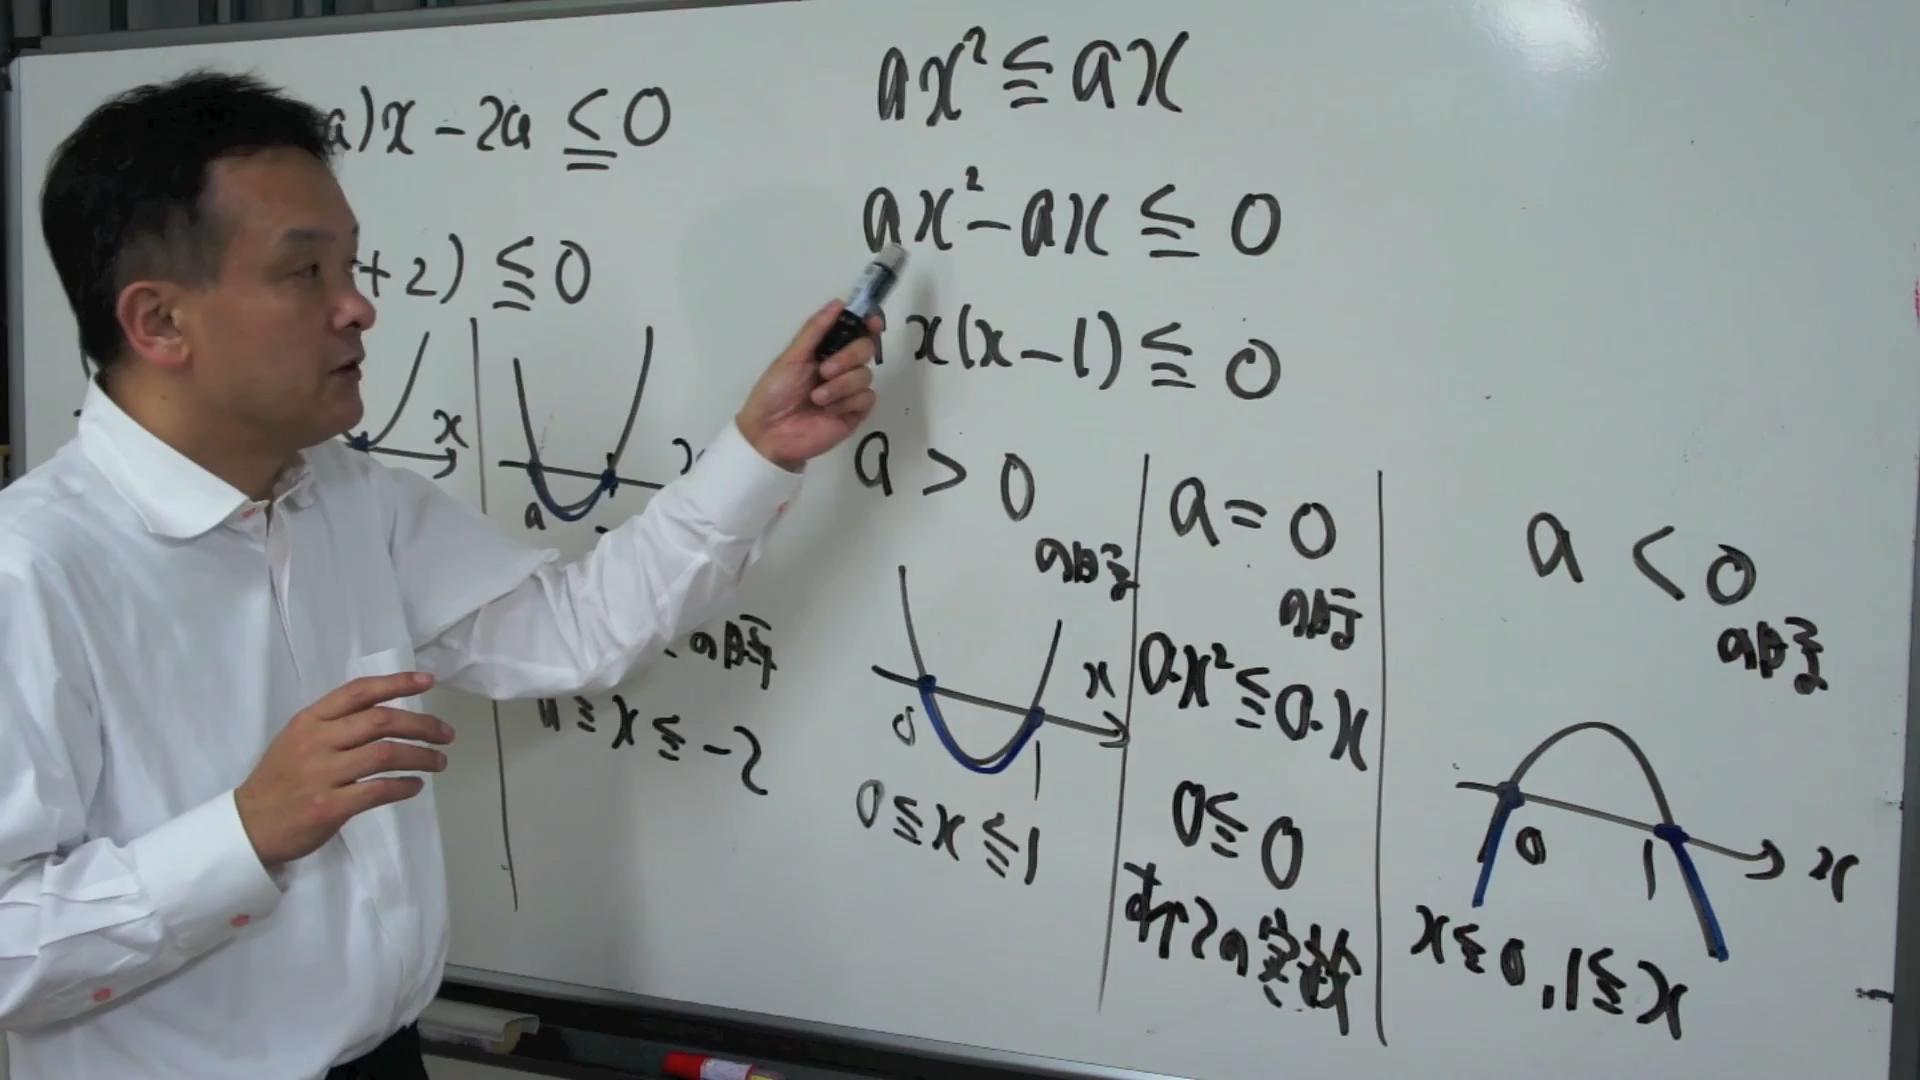 a)x-2a≦0
+2)≦0
x
a
の時
a≦x≦-2
ax²≦ax
ax²-ax≦0
x(x-1)≦0
a>0
の時
x
0
1
0≦x≦1
a=0
の時
0・x²≦0・x
0≦0
すべての実数
a<0
の時
0
1
x
x≦0,1≦x